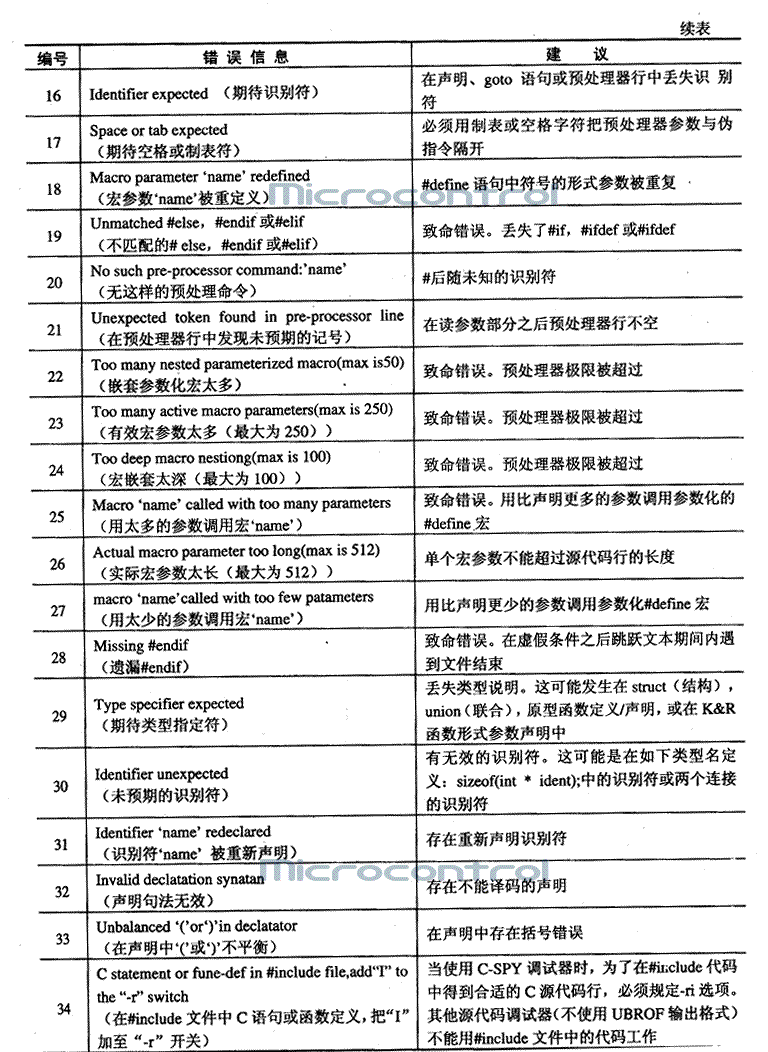 续表
编号 错 误 信 息 建 议
16 Identifier expected （期待识别符） 在声明、goto 语句或预处理器行中丢失识 别
符
17 Space or tab expected
（期待空格或制表符） 必须用制表或空格字符把预处理器参数与伪
指令隔开
18 Macro parameter ‘name’ redefined
（宏参数‘name’被重定义） #define 语句中符号的形式参数被重复
Microcontrol
19 Unmatched #else，#endif 或#elif
（不匹配的# else，#endif 或#elif） 致命错误。丢失了#if，#ifdef 或#ifdef
20 No such pre-processor command:’name’
（无这样的预处理命令） #后随未知的识别符
21 Unexpected token found in pre-processor line
（在预处理器行中发现未预期的记号） 在读参数部分之后预处理器行不空
22 Too many nested parameterized macro(max is50)
（嵌套参数化宏太多） 致命错误。预处理器极限被超过
23 Too many active macro parameters(max is 250)
（有效宏参数太多（最大为 250）） 致命错误。预处理器极限被超过
24 Too deep macro nestiong(max is 100)
（宏嵌套太深（最大为 100）） 致命错误。预处理器极限被超过
25 Macro ‘name’ called with too many parameters
（用太多的参数调用宏‘name’） 致命错误。用比声明更多的参数调用参数化的
#define 宏
26 Actual macro parameter too long(max is 512)
（实际宏参数太长（最大为 512）） 单个宏参数不能超过源代码行的长度
27 macro ‘name’called with too few patameters
（用太少的参数调用宏‘name’） 用比声明更少的参数调用参数化#define 宏
28 Missing #endif
（遗漏#endif） 致命错误。在虚假条件之后跳跃文本期间内遇
到文件结束
29 Type specifier expected
（期待类型指定符） 丢失类型说明。这可能发生在 struct（结构），
union（联合），原型函数定义/声明，或在 K&R
函数形式参数声明中
30 Identifier unexpected
（未预期的识别符） 有无效的识别符。这可能是在如下类型名定
义：sizeof(int * ident);中的识别符或两个连接
的识别符
31 Identifier ‘name’ redeclared
（识别符‘name’ 被重新声明） 存在重新声明识别符
Microcontrol
32 Invalid declatation synatan
（声明句法无效） 存在不能译码的声明
33 Unbalanced ‘(’or‘)’in declatator
（在声明中‘(’或‘)’不平衡） 在声明中存在括号错误
34 C statement or fune-def in #include file,add“I” to
the “-r” switch
（在#include 文件中 C 语句或函数定义，把“I”
加至“-r”开关） 当使用 C-SPY 调试器时，为了在#include 代码
中得到合适的 C 源代码行，必须规定-ri 选项。
其他源代码调试器（不使用 UBROF 输出格式）
不能用#include 文件中的代码工作